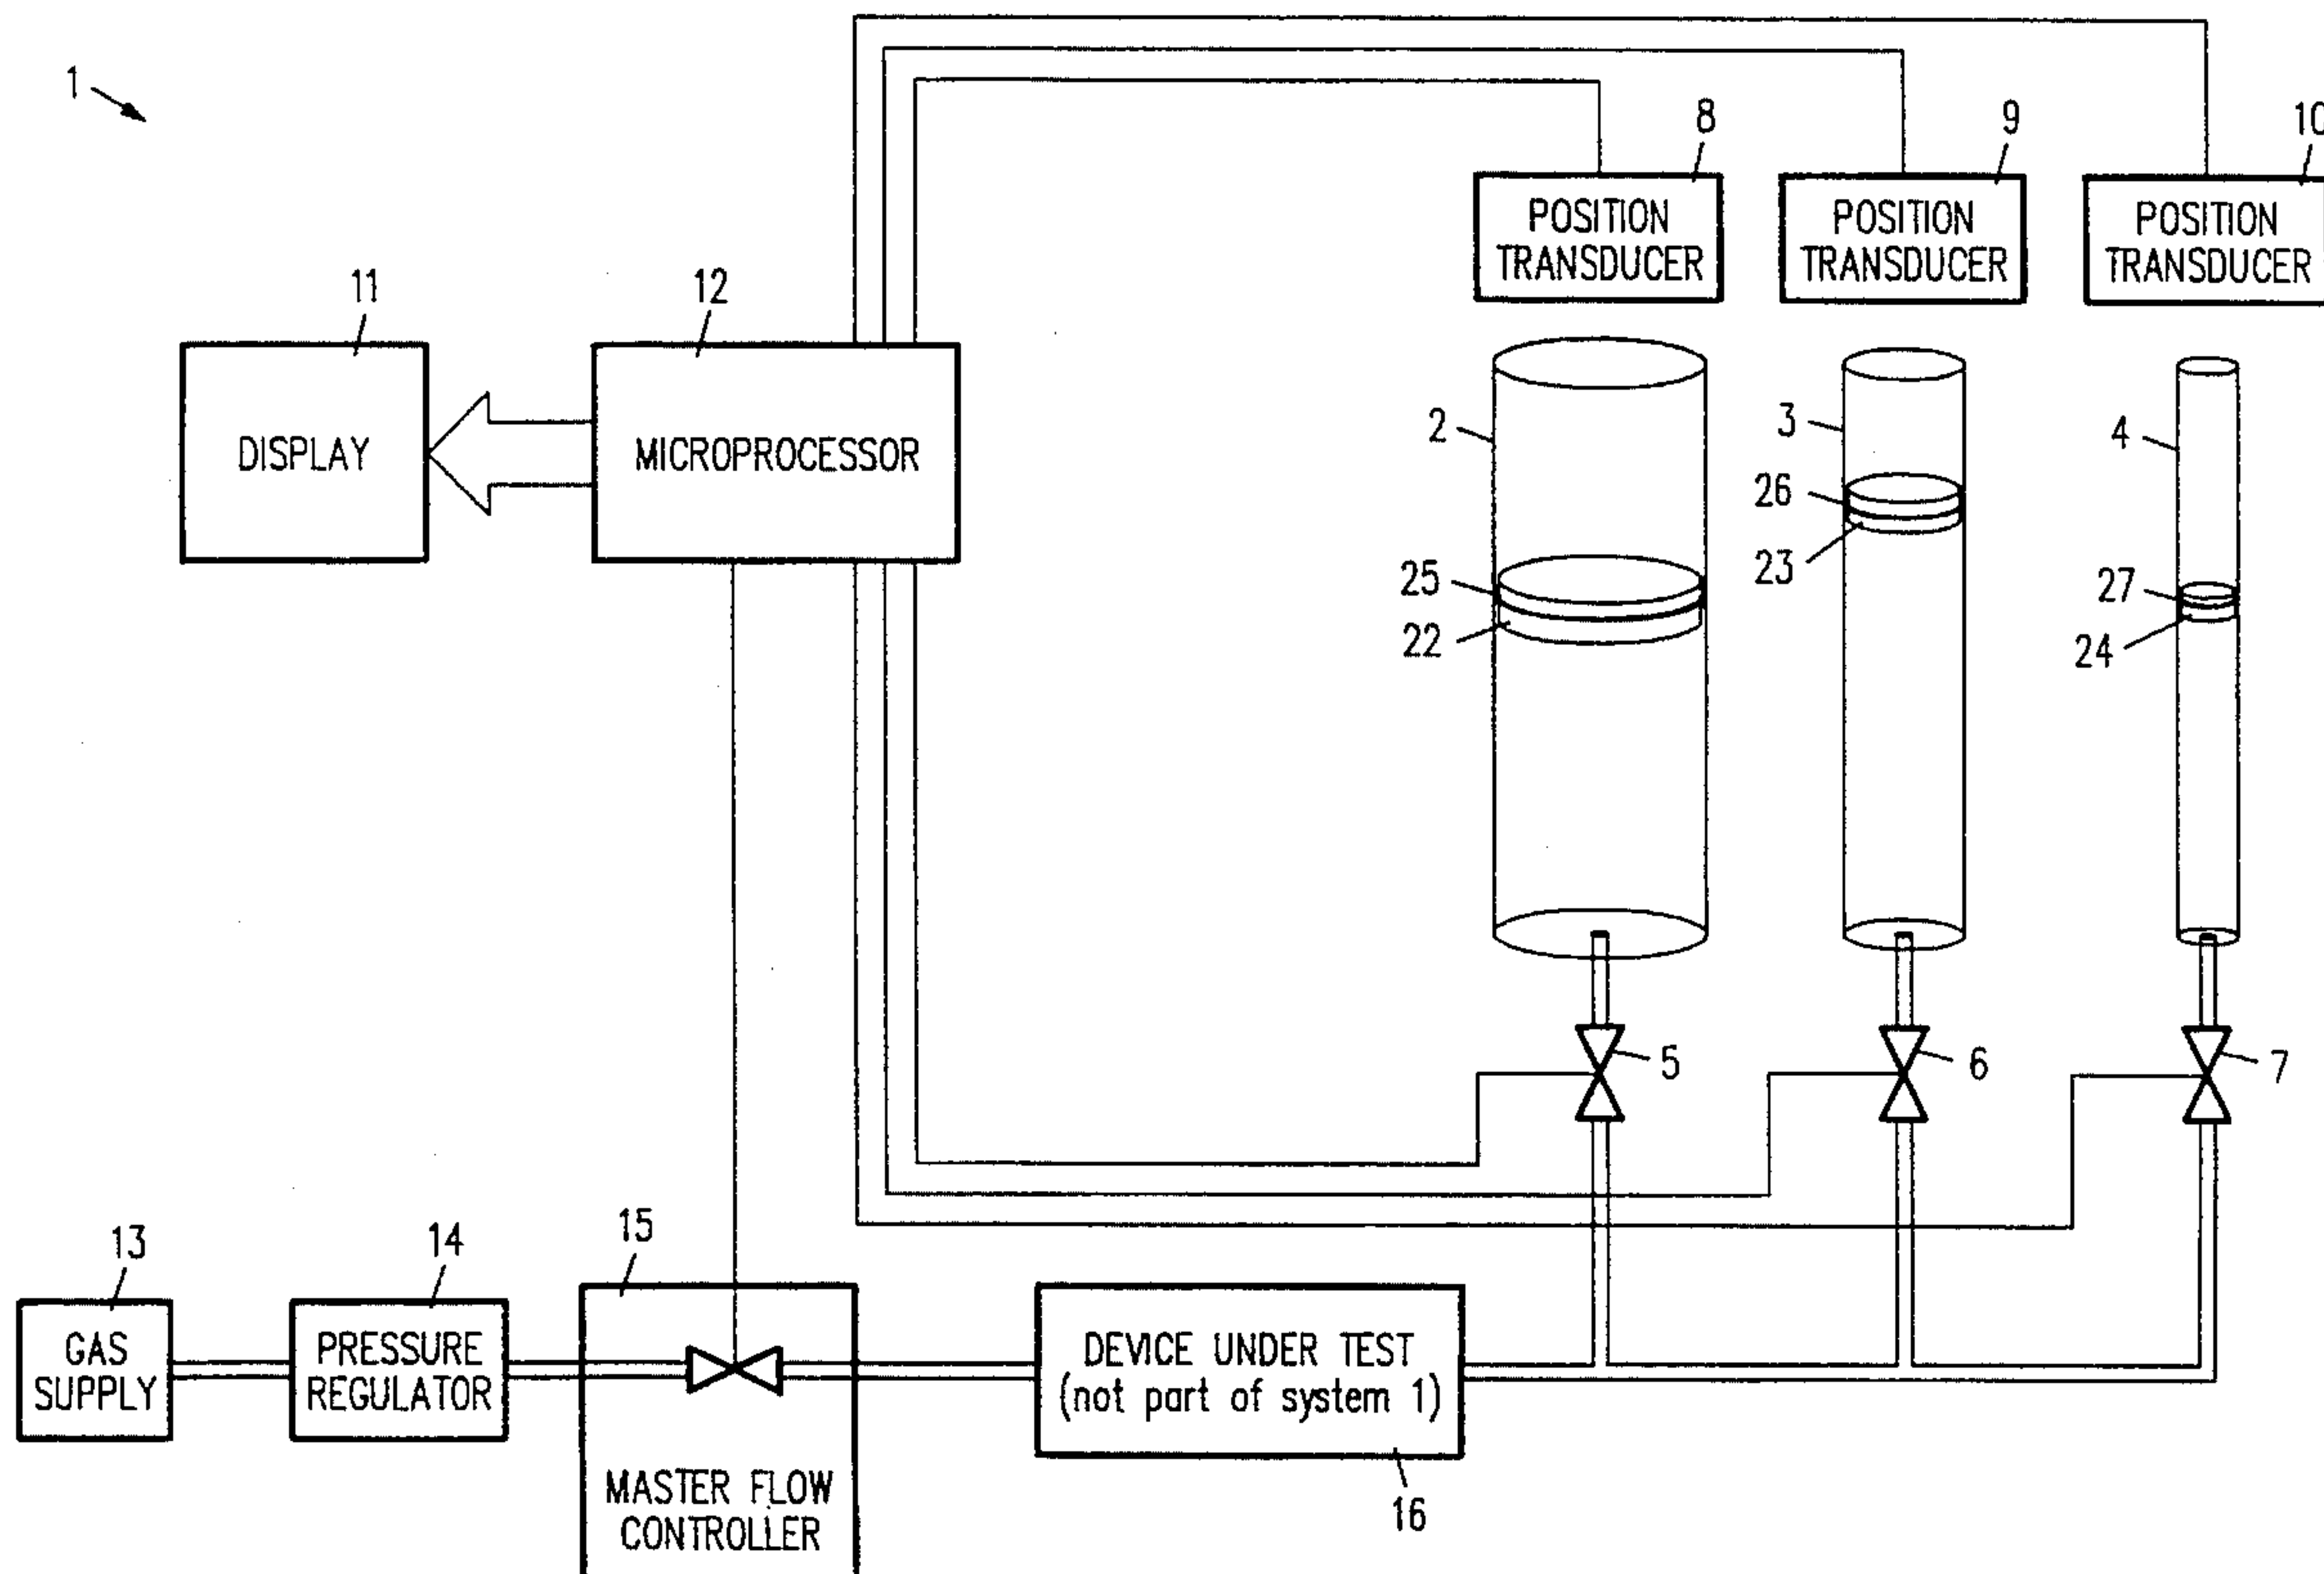 1
8
9
10
POSITION
TRANSDUCER
POSITION
TRANSDUCER
POSITION
TRANSDUCER
11
12
DISPLAY
MICROPROCESSOR
2
3
4
26
23
25
22
27
24
5
6
7
13
14
15
GAS
SUPPLY
PRESSURE
REGULATOR
MASTER FLOW
CONTROLLER
DEVICE UNDER TEST
(not part of system 1)
16